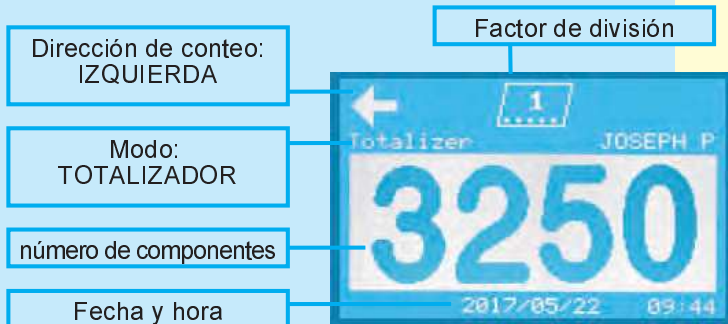 Factor de división
Dirección de conteo:
IZQUIERDA
1
Totalizer JOSEPH P
Modo:
TOTALIZADOR
3250
número de componentes
Fecha y hora
2017/05/22 09:44